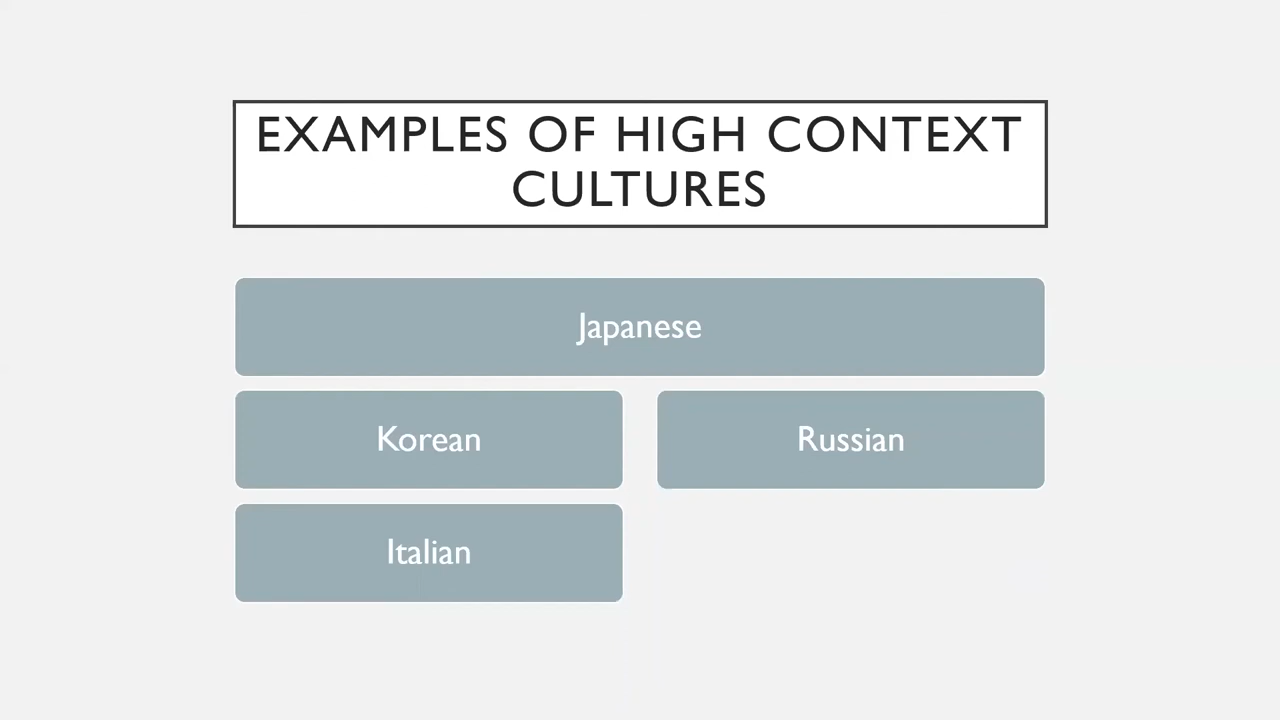 EXAMPLES OF HIGH CONTEXT
CULTURES
Japanese
Korean
Russian
Italian